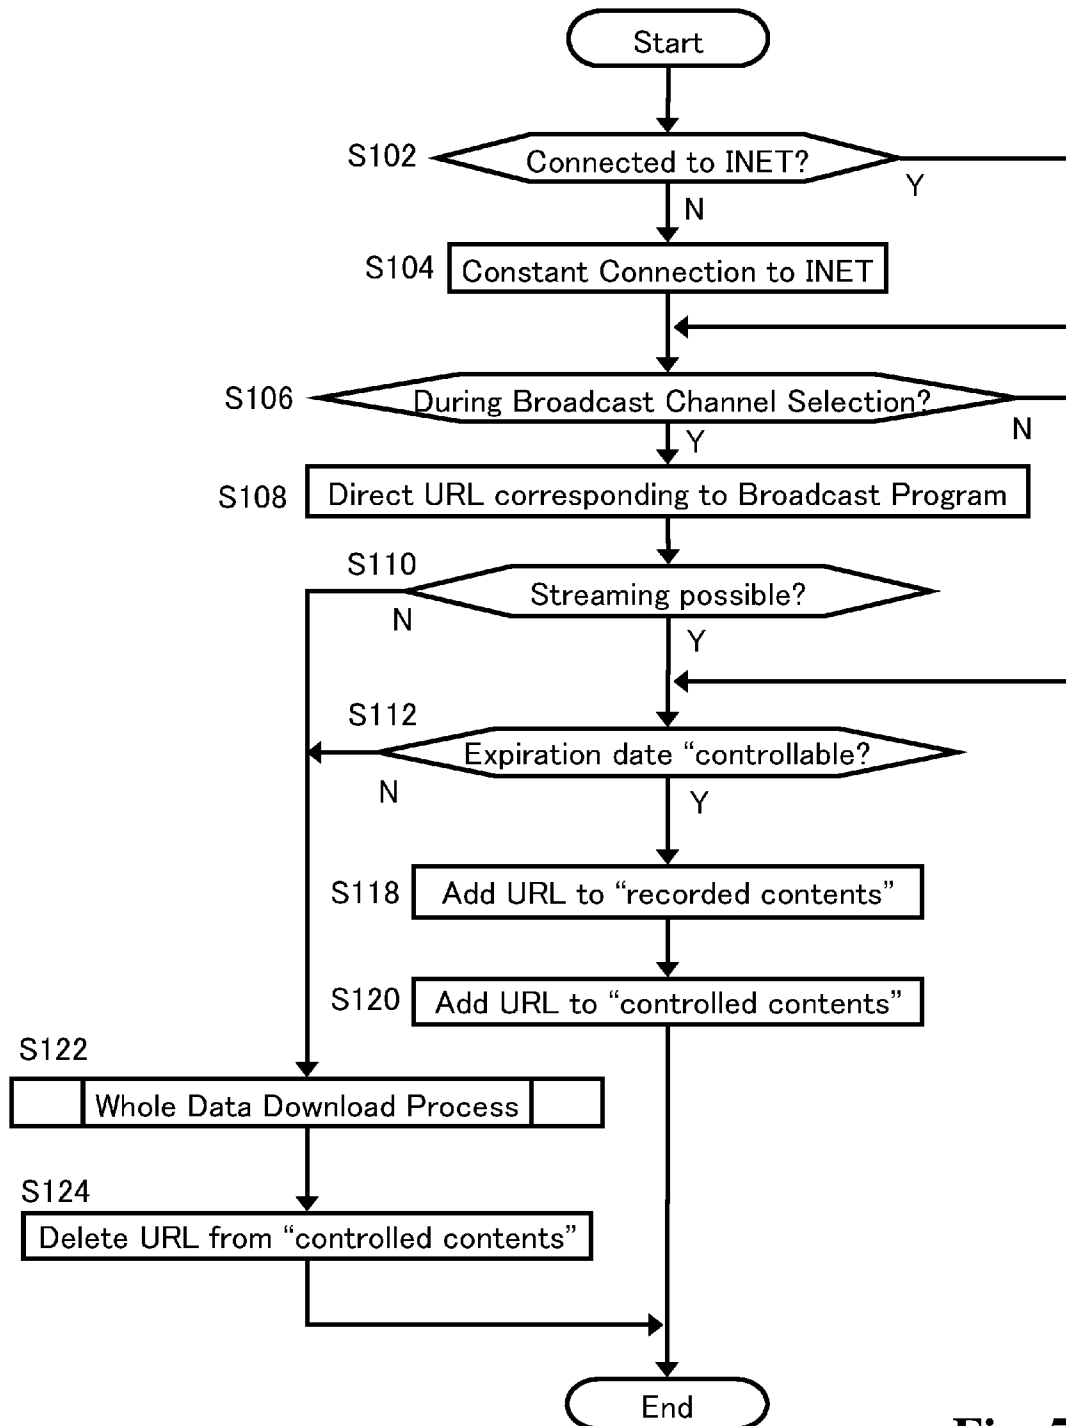 Start
S102
Connected to INET?
Y
N
S104
Constant Connection to INET
S106
During Broadcast Channel Selection?
N
Y
S108
Direct URL corresponding to Broadcast Program
S110
Streaming possible?
N
Y
S112
Expiration date “controllable?
N
Y
S118
Add URL to “recorded contents”
S120
Add URL to “controlled contents”
S122
Whole Data Download Process
S124
Delete URL from “controlled contents”
End